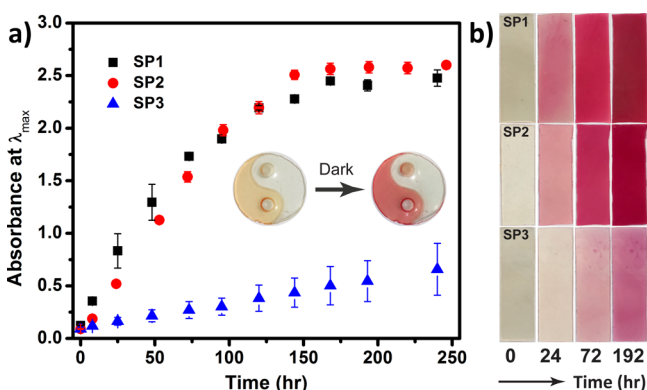 a)
SP1
SP2
SP3
Absorbance at λmax
3.0
2.5
2.0
1.5
1.0
0.5
0.0
Dark
0
50
100
150
200
250
Time (hr)
b)
SP1
SP2
SP3
0 24 72 192
Time (hr)